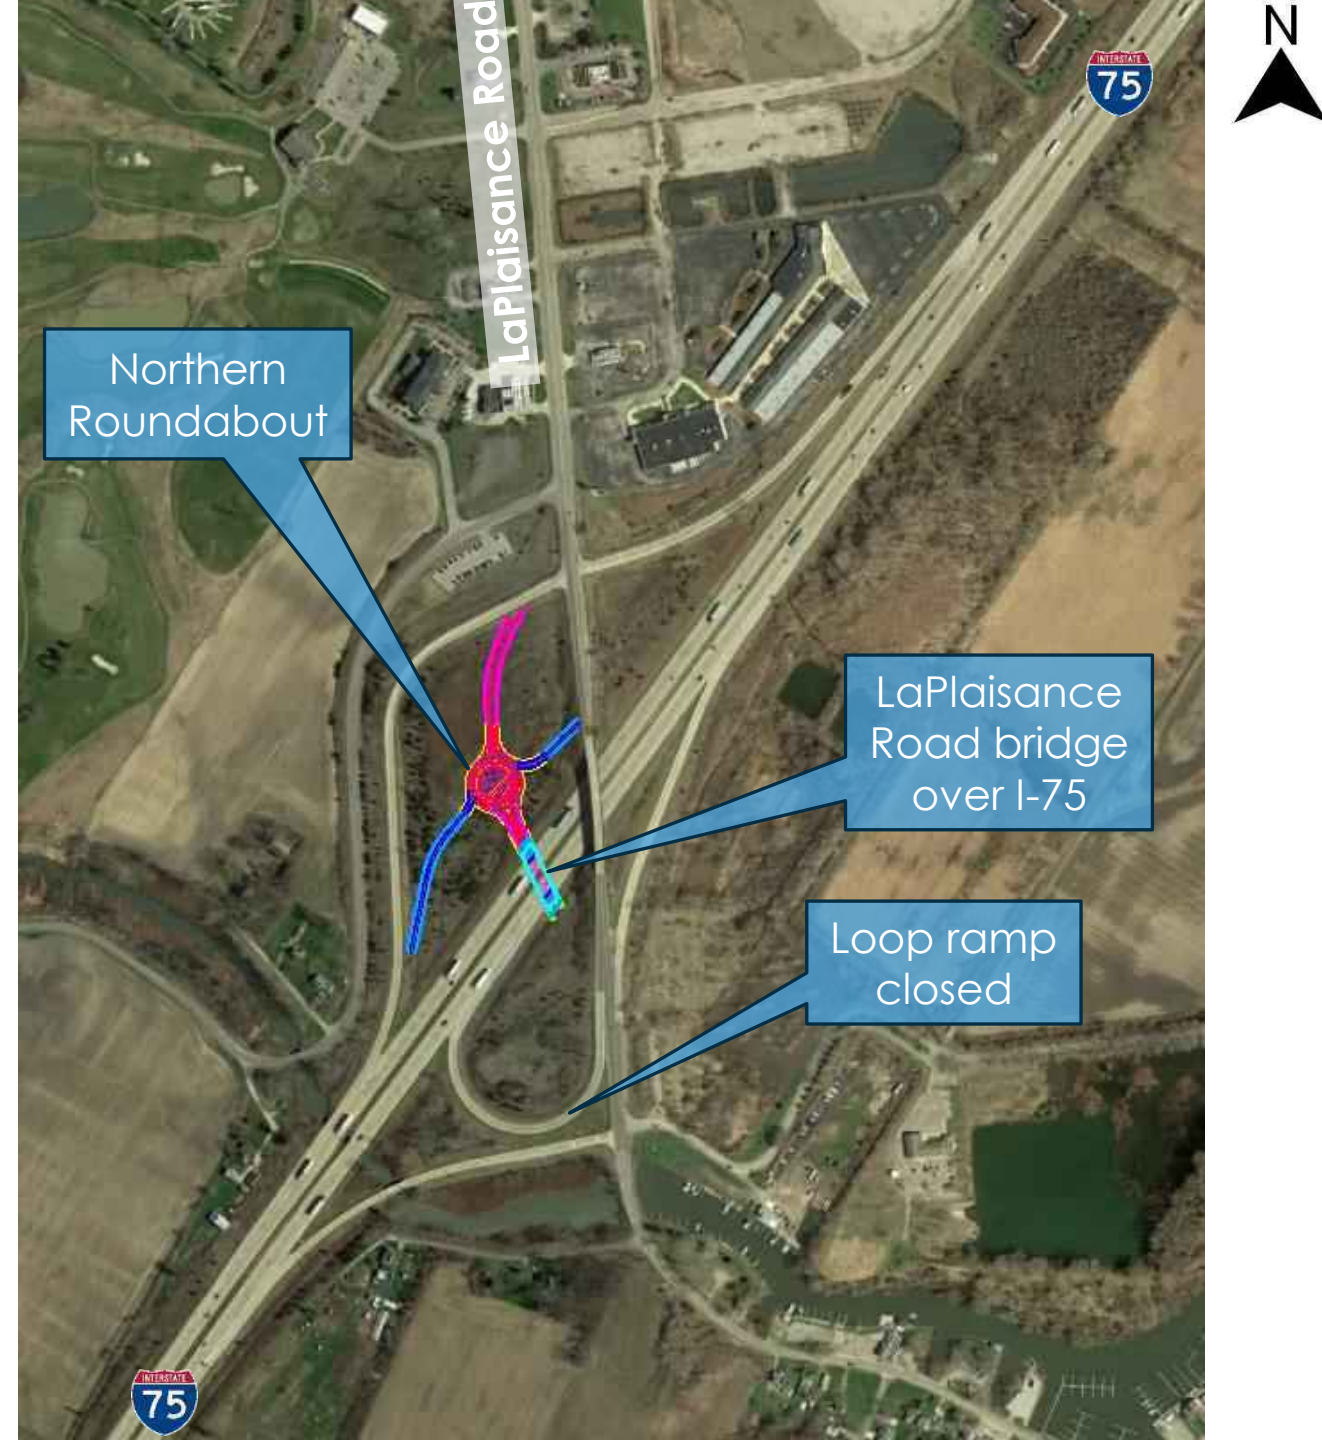 N
INTERSTATE
75
LaPlaisance Road
Northern
Roundabout
LaPlaisance
Road bridge
over I-75
Loop ramp
closed
INTERSTATE
75